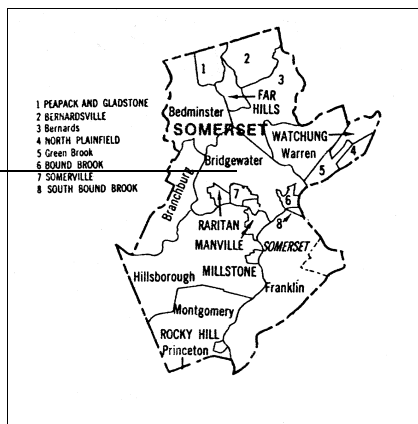 1 PEAPACK AND GLADSTONE
2 BERNARDSVILLE
3 Bernards
4 NORTH PLAINFIELD
5 Green Brook
6 BOUND BROOK
7 SOMERVILLE
8 SOUTH BOUND BROOK
1
2
3
FAR
HILLS
Bedminster
SOMERSET
WATCHUNG
Warren
Bridgewater
4
5
Branchburg
7
6
RARITAN
8
MANVILLE
SOMERSET
Hillsborough
MILLSTONE
Franklin
Montgomery
ROCKY HILL
Princeton